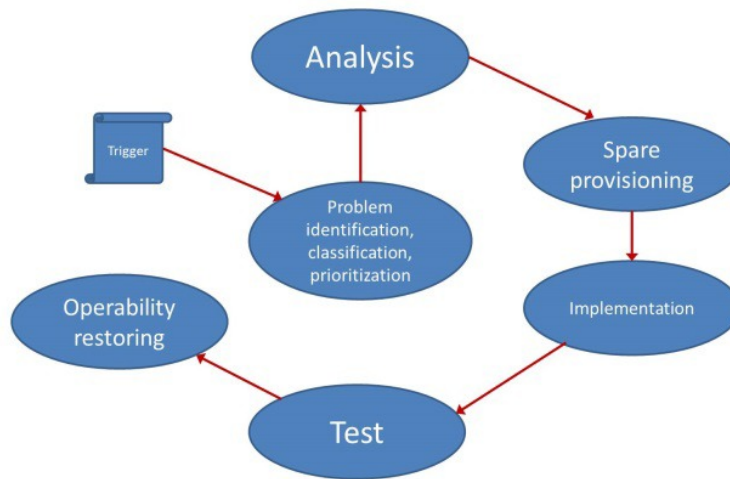 Analysis
Trigger
Spare
provisioning
Problem
identification,
classification,
prioritization
Operability
restoring
Implementation
Test